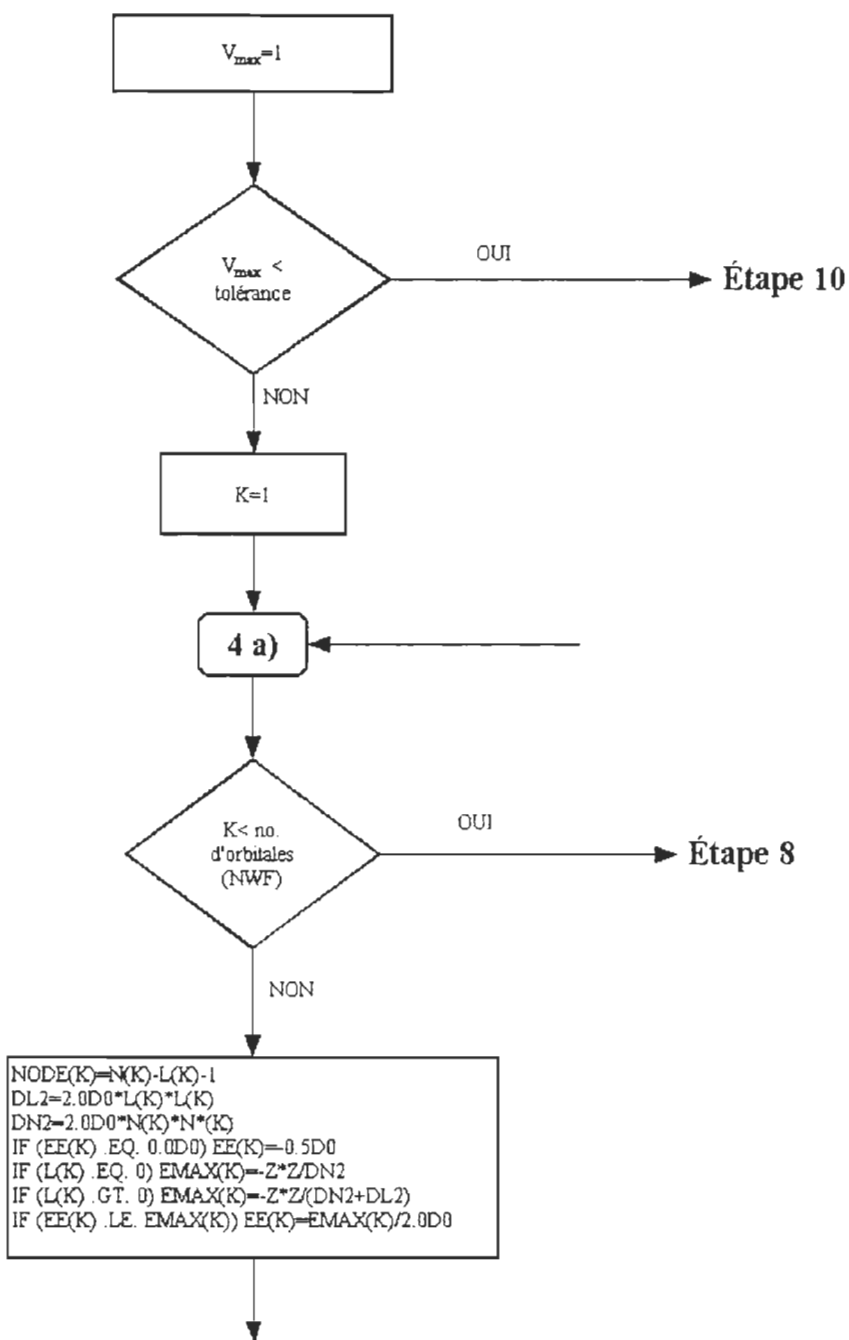 Vmax=1
Vmax <
tolérance
OUI
Étape 10
NON
K=1
4 a)
K< no.
d'orbitales
(NWF)
OUI
Étape 8
NON
NODE(K)=N(K)-L(K)-1
DL2=2.0D0*L(K)*L(K)
DN2=2.0D0*N(K)*N*(K)
IF (EE(K) .EQ. 0.0D0) EE(K)=-0.5D0
IF (L(K) .EQ. 0) EMAX(K)=-Z*Z/DN2
IF (L(K) .GT. 0) EMAX(K)=-Z*Z/(DN2+DL2)
IF (EE(K) .LE. EMAX(K)) EE(K)=EMAX(K)/2.0D0